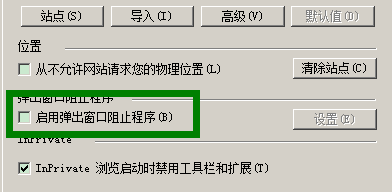 站点(S) 导入(I) 高级(V) 默认值(D)
位置
从不允许网站请求您的物理位置(L) 清除站点(C)
弹出窗口阻止程序
启用弹出窗口阻止程序(B) 设置(E)
InPrivate
InPrivate 浏览启动时禁用工具栏和扩展(T)